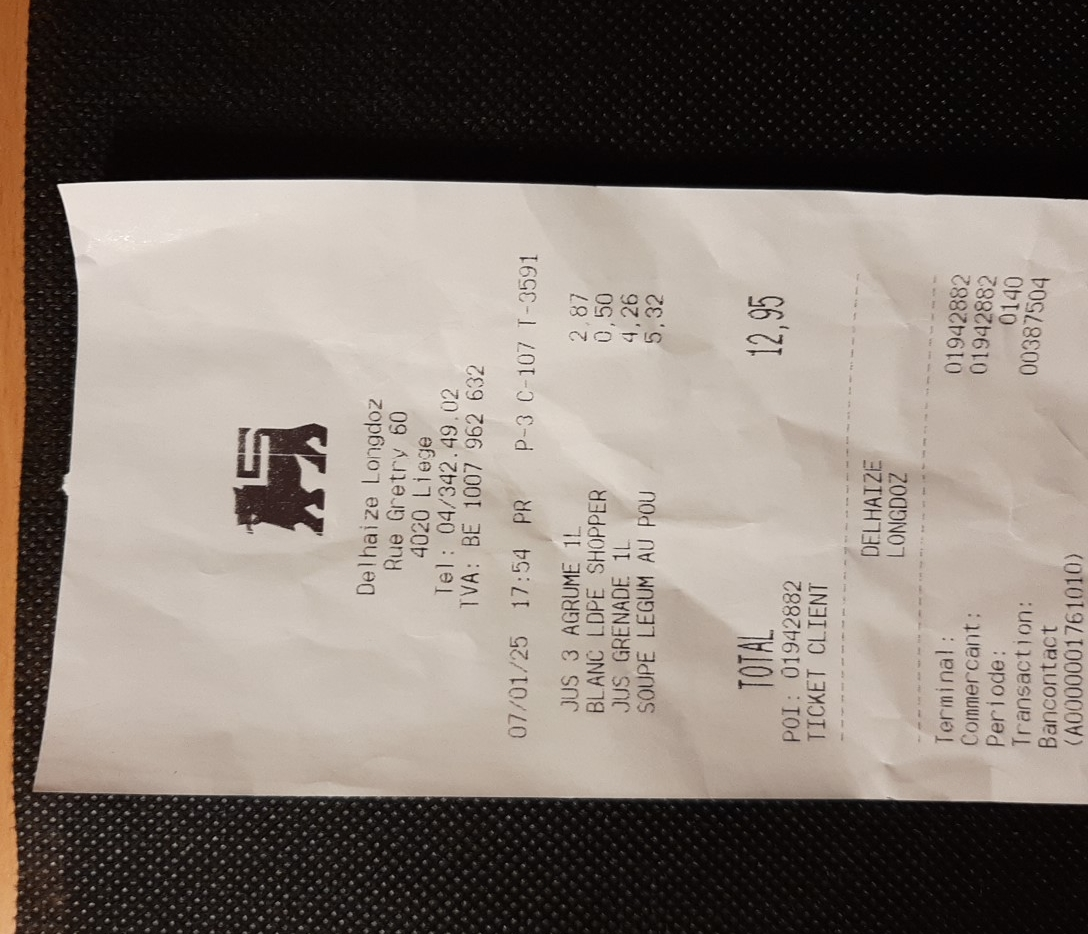 Delhaize Longdoz
Rue Gretry 60
4020 Liege
Tel: 04/342.49.02
TVA: BE 1007 962 632
07/01/25 17:54 PR P-3 C-107 T-3591
JUS 3 AGRUME 1L 2,87
BLANC LDPE SHOPPER 0,50
JUS GRENADE 1L 4,26
SOUPE LEGUM AU POU 5,32
TOTAL 12,95
POI: 01942882
TICKET CLIENT
DELHAIZE
LONGDOZ
Terminal: 01942882
Commercant: 01942882
Periode: 0140
Transaction: 00387504
Bancontact
(A0000001761010)